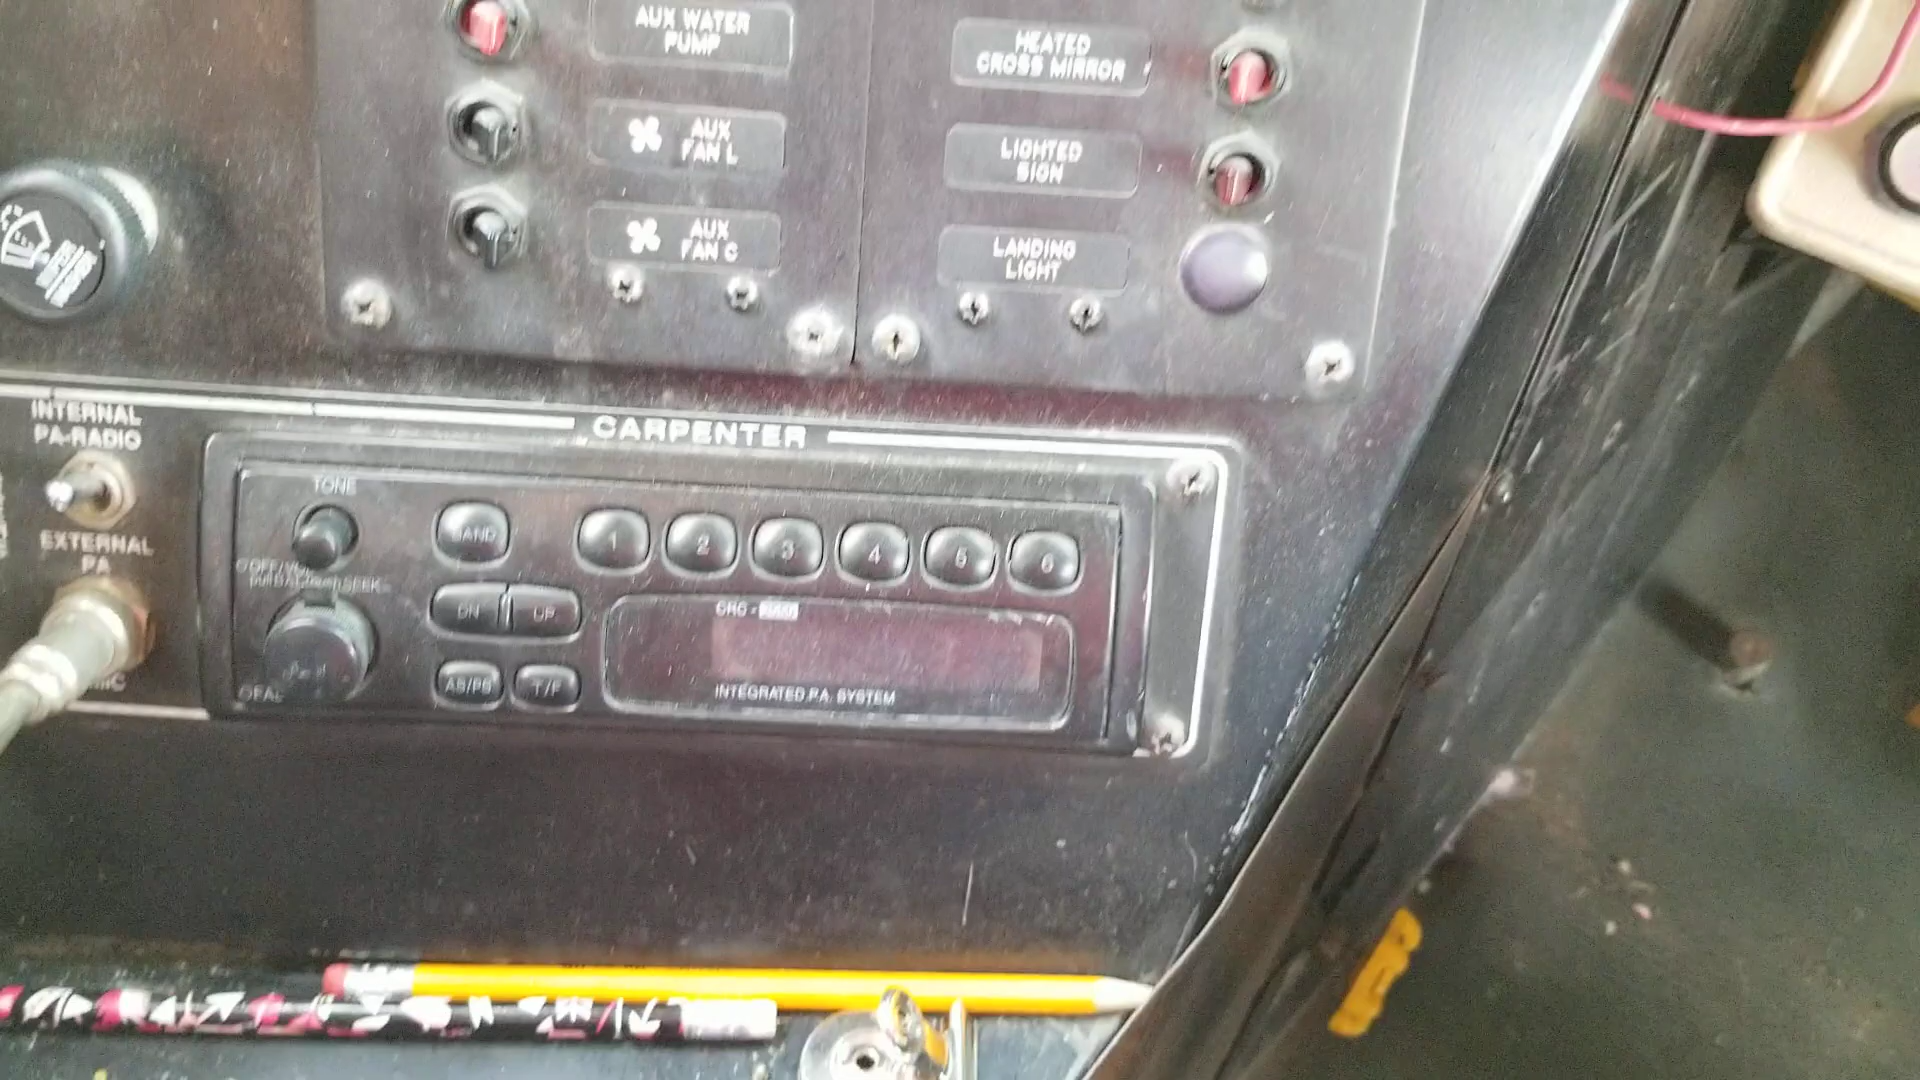 AUX WATER
PUMP
HEATED
CROSS MIRROR
AUX
FAN L
LIGHTED
SIGN
AUX
FAN C
LANDING
LIGHT
INTERNAL
PA-RADIO
CARPENTER
TONE
EXTERNAL
PA
BAND
1
2
3
4
5
6
DN
UP
CRC -
AS/PS
T/F
INTEGRATED P.A. SYSTEM